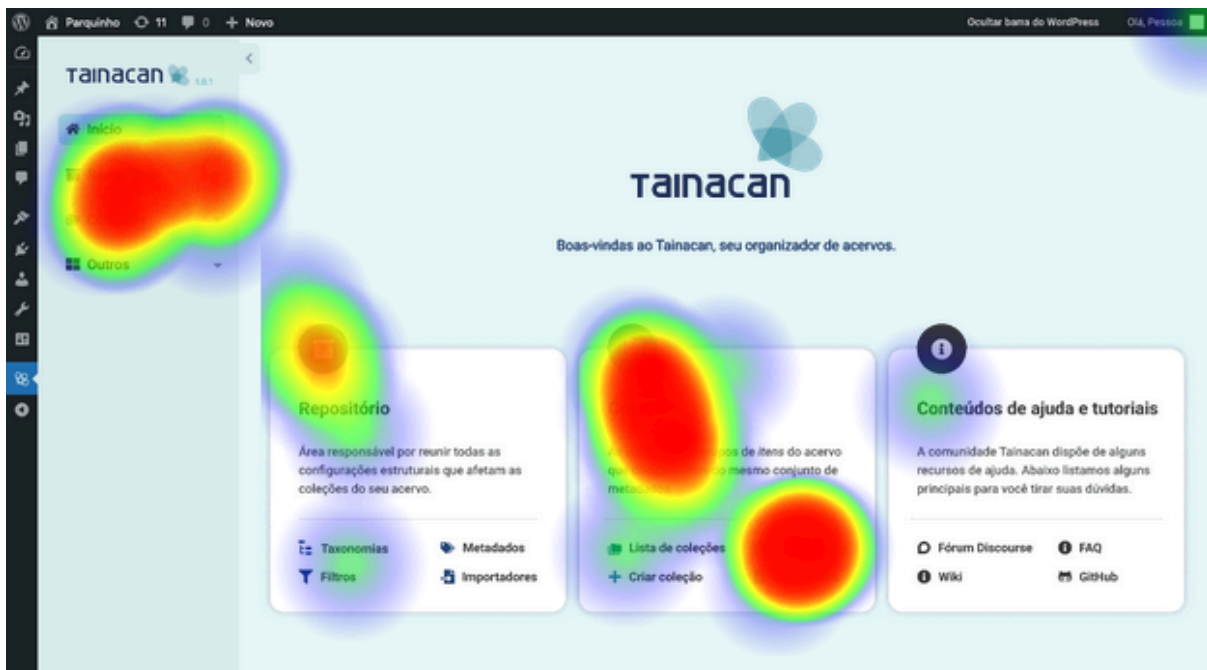 Parquinho 11 0 + Novo Ocultar barra do WordPress Olá, Pessoa
Tainacan 1.0.1
Início
Outros
Tainacan
Boas-vindas ao Tainacan, seu organizador de acervos.
Repositório
Área responsável por reunir todas as
configurações estruturais que afetam as
coleções do seu acervo.
Taxonomias Metadados
Filtros Importadores
de itens do acervo
mesmo conjunto de
Lista de coleções
+ Criar coleção
Conteúdos de ajuda e tutoriais
A comunidade Tainacan dispõe de alguns
recursos de ajuda. Abaixo listamos alguns
principais para você tirar suas dúvidas.
Fórum Discourse FAQ
Wiki GitHub